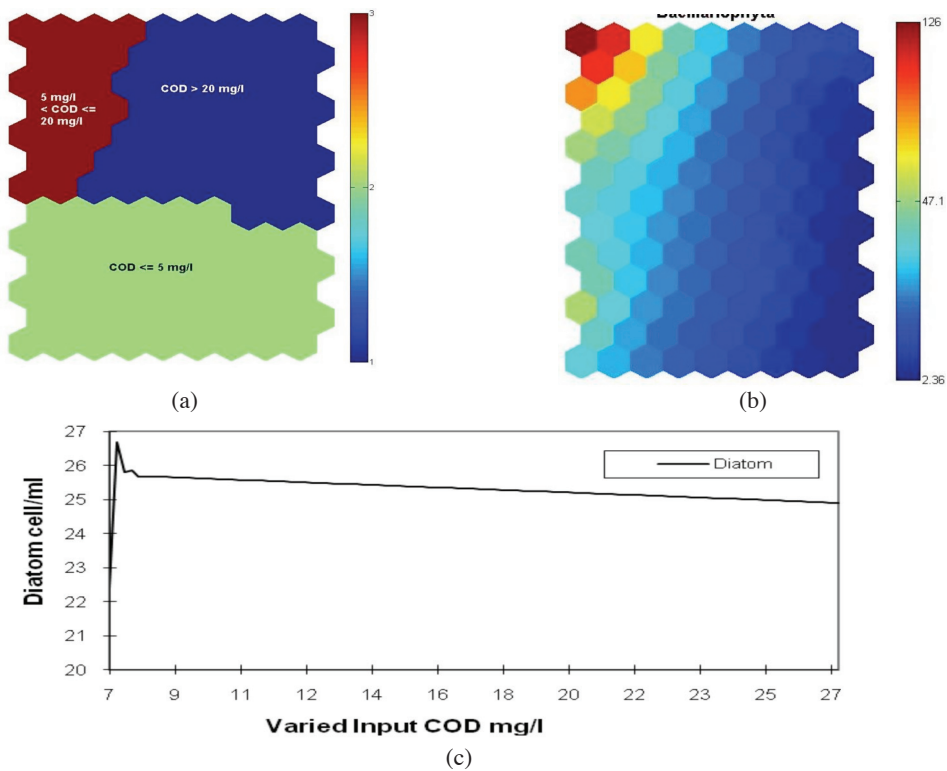 3
5 mg/l
< COD <=
20 mg/l
COD > 20 mg/l
2
COD <= 5 mg/l
1
(a)
Bacillariophyta
126
47.1
2.36
(b)
27
26
25
24
23
22
21
20
Diatom cell/ml
Diatom
7 9 11 12 14 16 18 20 22 23 25 27
Varied Input COD mg/l
(c)